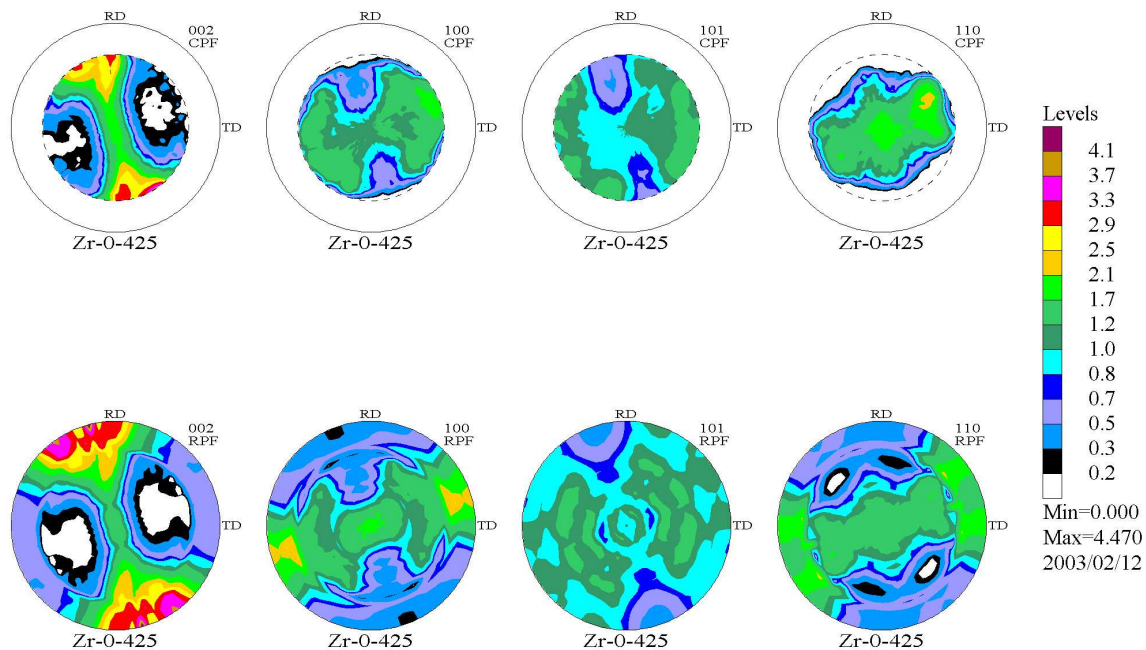 RD
002
CPF
TD
Zr-0-425
RD
100
CPF
TD
Zr-0-425
RD
101
CPF
TD
Zr-0-425
RD
110
CPF
TD
Zr-0-425
Levels
4.1
3.7
3.3
2.9
2.5
2.1
1.7
1.2
1.0
0.8
0.7
0.5
0.3
0.2
Min=0.000
Max=4.470
2003/02/12
RD
002
RPF
TD
Zr-0-425
RD
100
RPF
TD
Zr-0-425
RD
101
RPF
TD
Zr-0-425
RD
110
RPF
TD
Zr-0-425